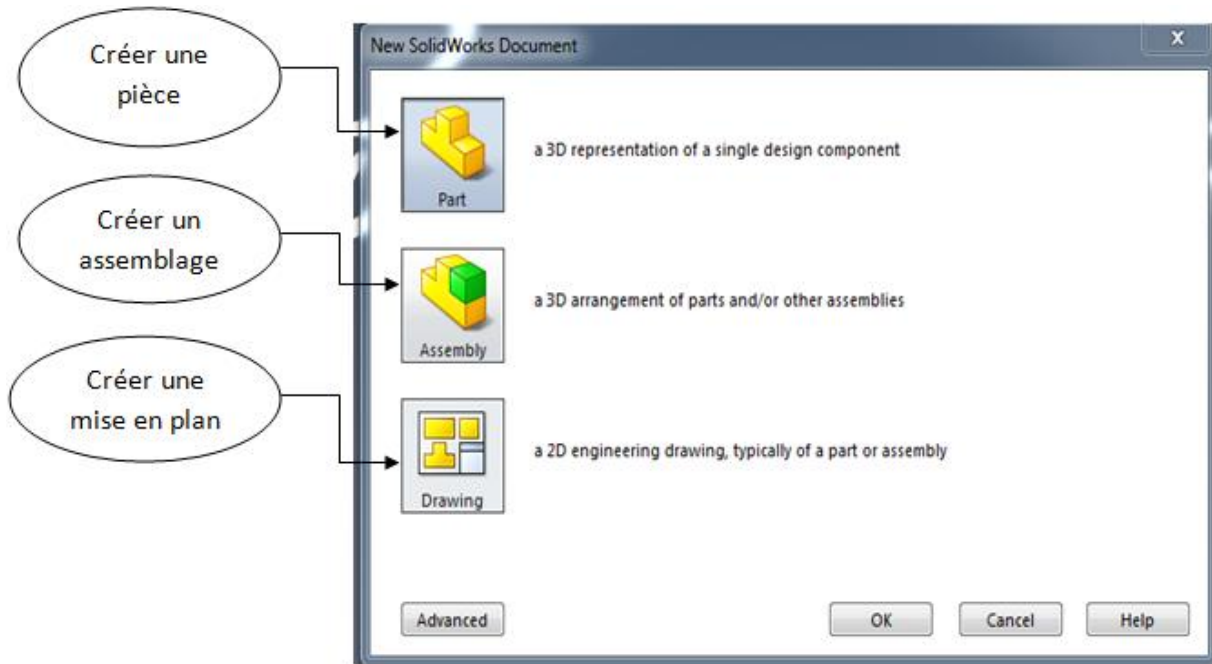 Créer une
pièce
Créer un
assemblage
Créer une
mise en plan
New SolidWorks Document
X
Part
a 3D representation of a single design component
Assembly
a 3D arrangement of parts and/or other assemblies
Drawing
a 2D engineering drawing, typically of a part or assembly
Advanced
OK
Cancel
Help